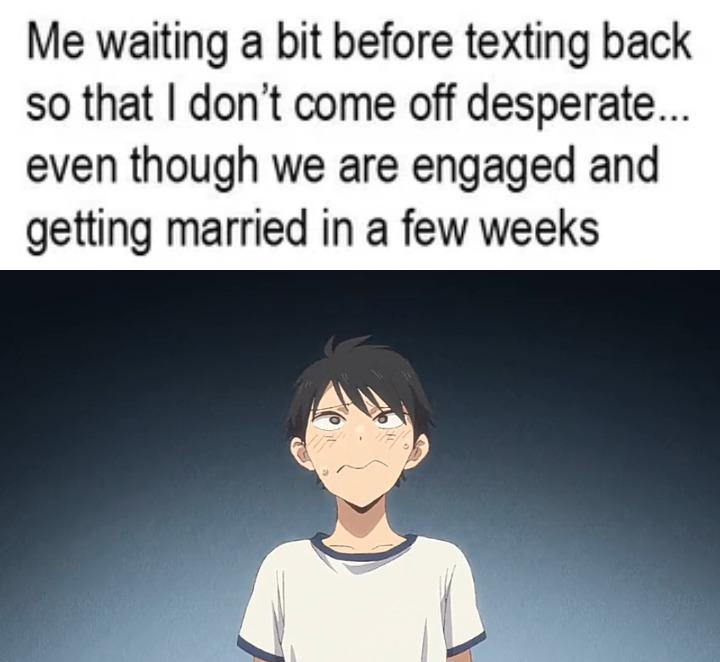 Me waiting a bit before texting back
so that I don't come off desperate...
even though we are engaged and
getting married in a few weeks